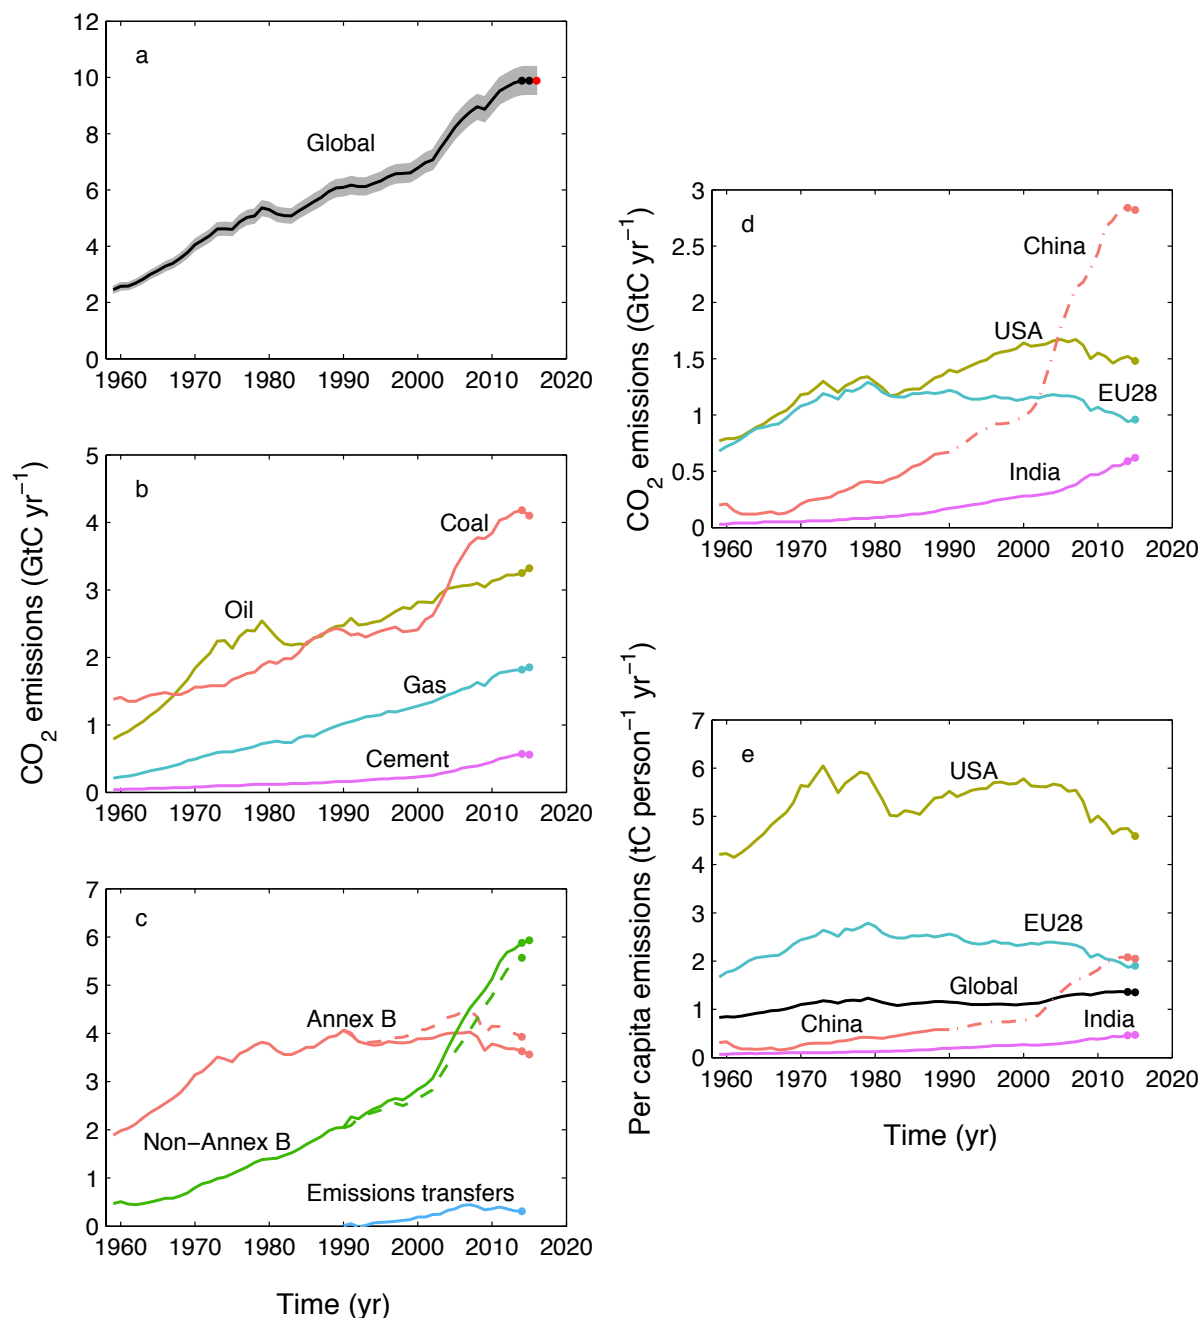 a
Global
12
10
8
6
4
2
0
1960 1970 1980 1990 2000 2010 2020
b
Coal
Oil
Gas
Cement
5
4
3
2
1
0
1960 1970 1980 1990 2000 2010 2020
CO₂ emissions (GtC yr⁻¹)
c
Annex B
Non−Annex B
Emissions transfers
7
6
5
4
3
2
1
0
1960 1970 1980 1990 2000 2010 2020
Time (yr)
d
China
USA
EU28
India
3
2.5
2
1.5
1
0.5
0
1960 1970 1980 1990 2000 2010 2020
CO₂ emissions (GtC yr⁻¹)
e
USA
EU28
Global
China
India
7
6
5
4
3
2
1
0
1960 1970 1980 1990 2000 2010 2020
Per capita emissions (tC person⁻¹ yr⁻¹)
Time (yr)